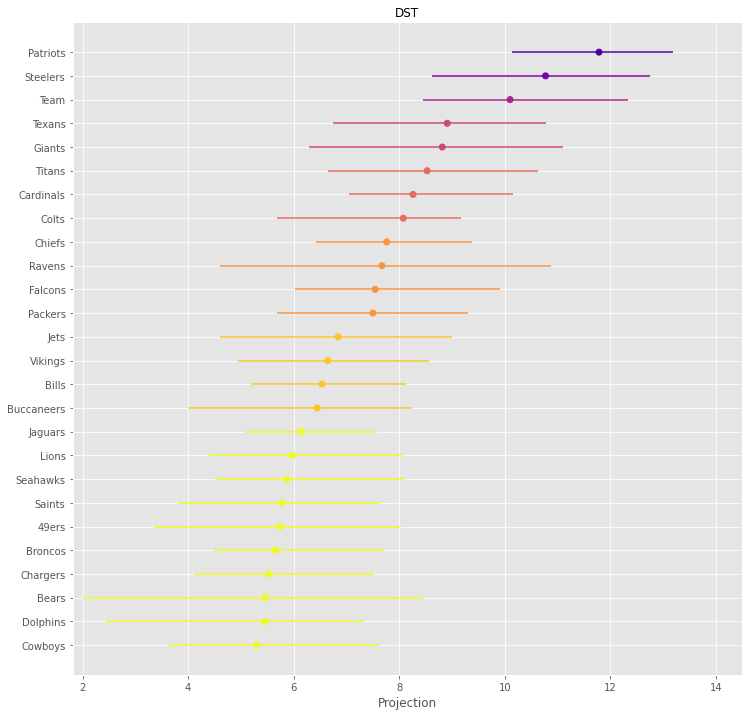 DST
Patriots
Steelers
Team
Texans
Giants
Titans
Cardinals
Colts
Chiefs
Ravens
Falcons
Packers
Jets
Vikings
Bills
Buccaneers
Jaguars
Lions
Seahawks
Saints
49ers
Broncos
Chargers
Bears
Dolphins
Cowboys
2 4 6 8 10 12 14
Projection